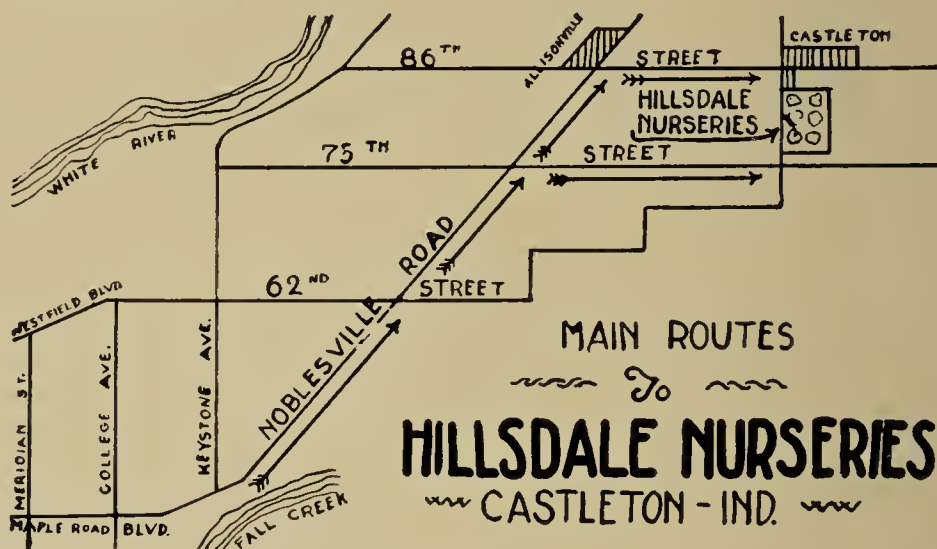 CASTLETON
ALLISONVILLE
86TH STREET
HILLSDALE
NURSERIES
WHITE RIVER
75TH STREET
NOBLESVILLE ROAD
62ND STREET
WESTFIELD BLVD
MERIDIAN ST.
COLLEGE AVE.
KEYSTONE AVE.
MAPLE ROAD BLVD.
FALL CREEK
MAIN ROUTES
To
HILLSDALE NURSERIES
CASTLETON - IND.